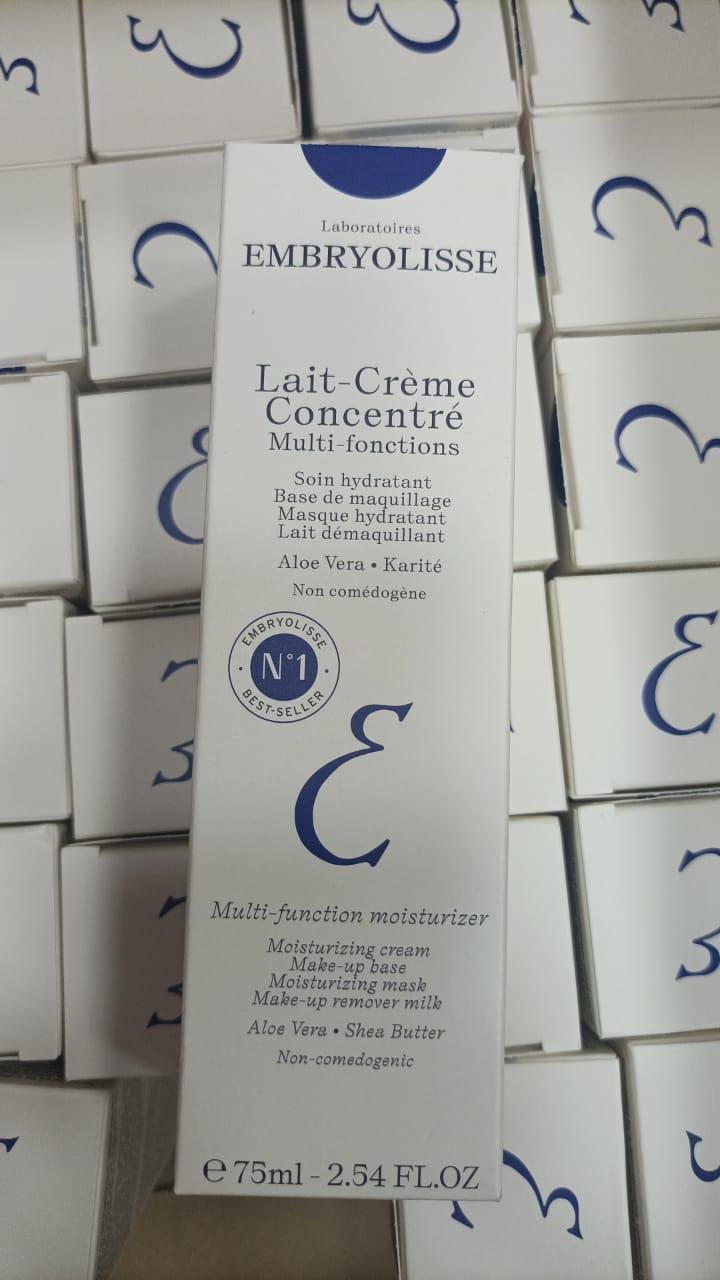 Laboratoires
EMBRYOLISSE
Lait-Crème
Concentré
Multi-fonctions
Soin hydratant
Base de maquillage
Masque hydratant
Lait démaquillant
Aloe Vera • Karité
Non comédogène
EMBRYOLISSE
N°1
BEST-SELLER
Multi-function moisturizer
Moisturizing cream
Make-up base
Moisturizing mask
Make-up remover milk
Aloe Vera • Shea Butter
Non-comedogenic
℮ 75ml - 2.54 FL.OZ